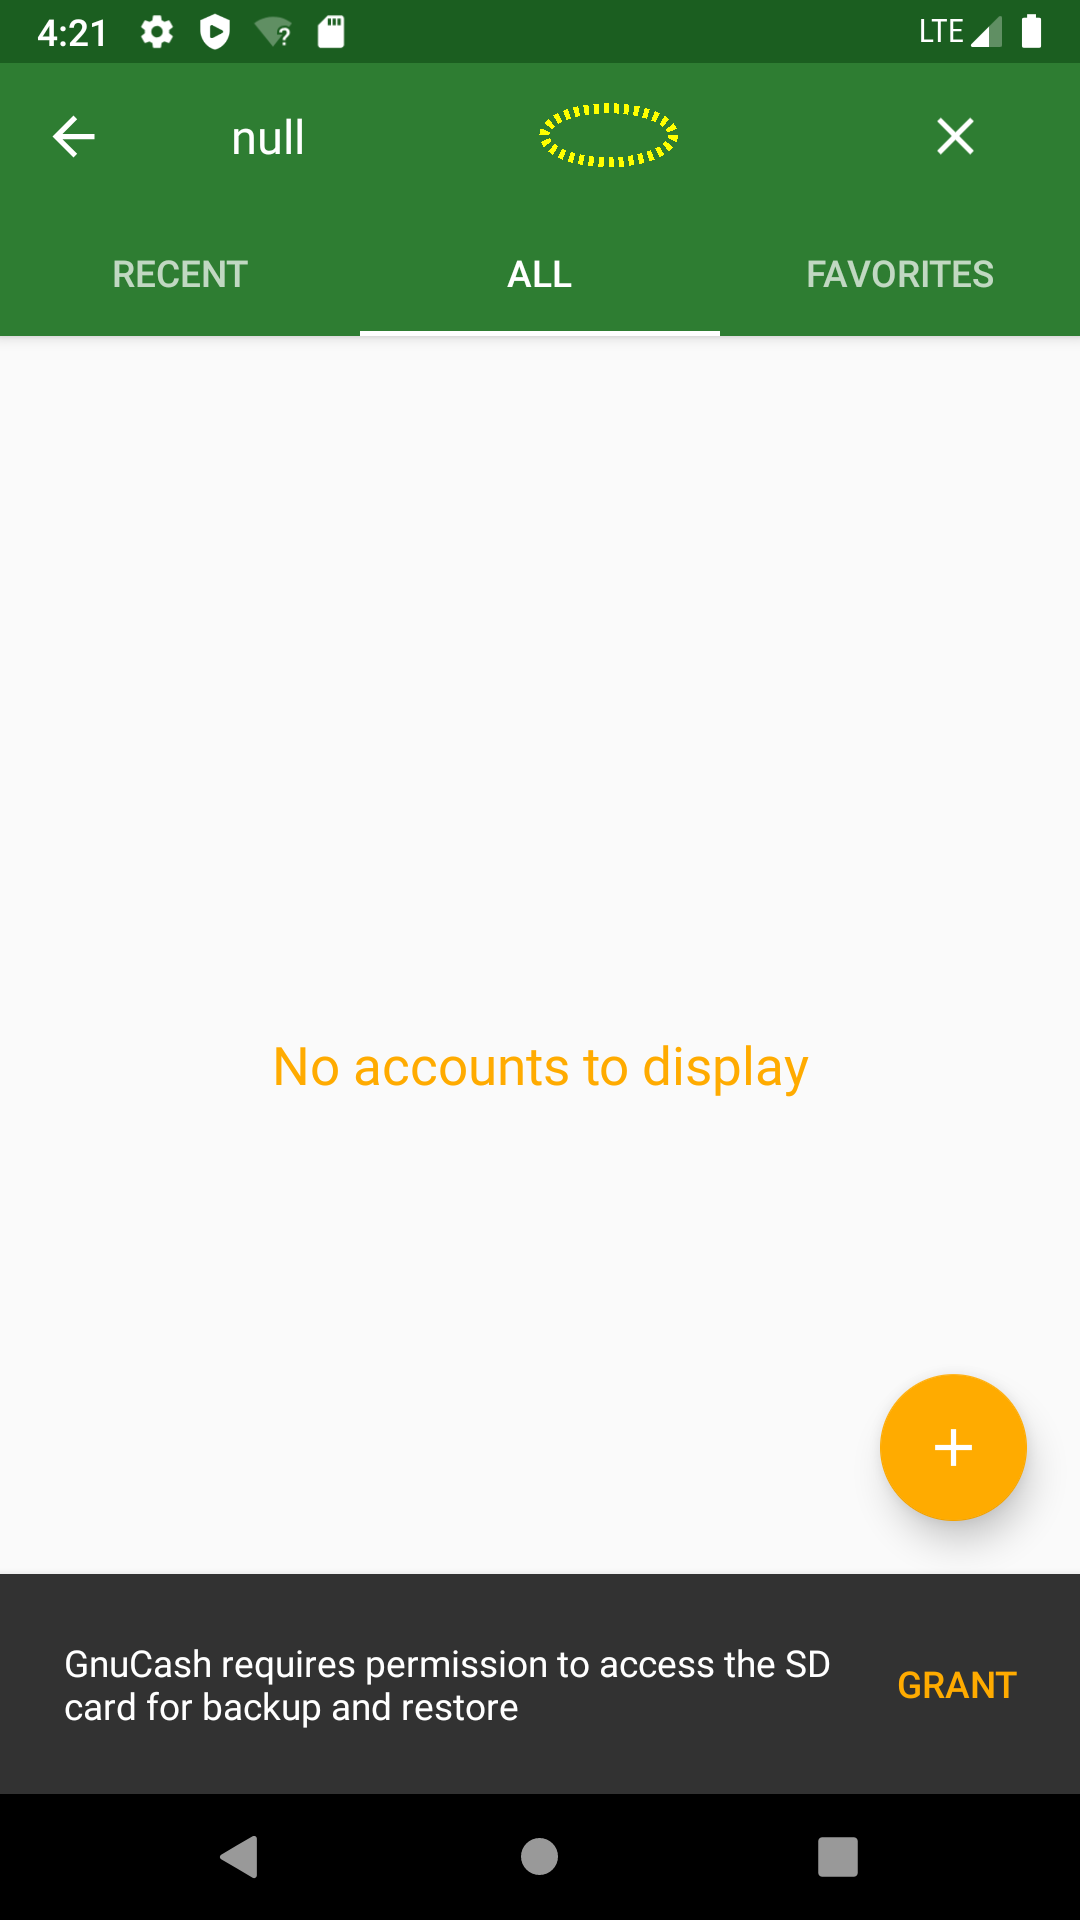 4:21
LTE
null
RECENT
ALL
FAVORITES
No accounts to display
GnuCash requires permission to access the SD
card for backup and restore
GRANT